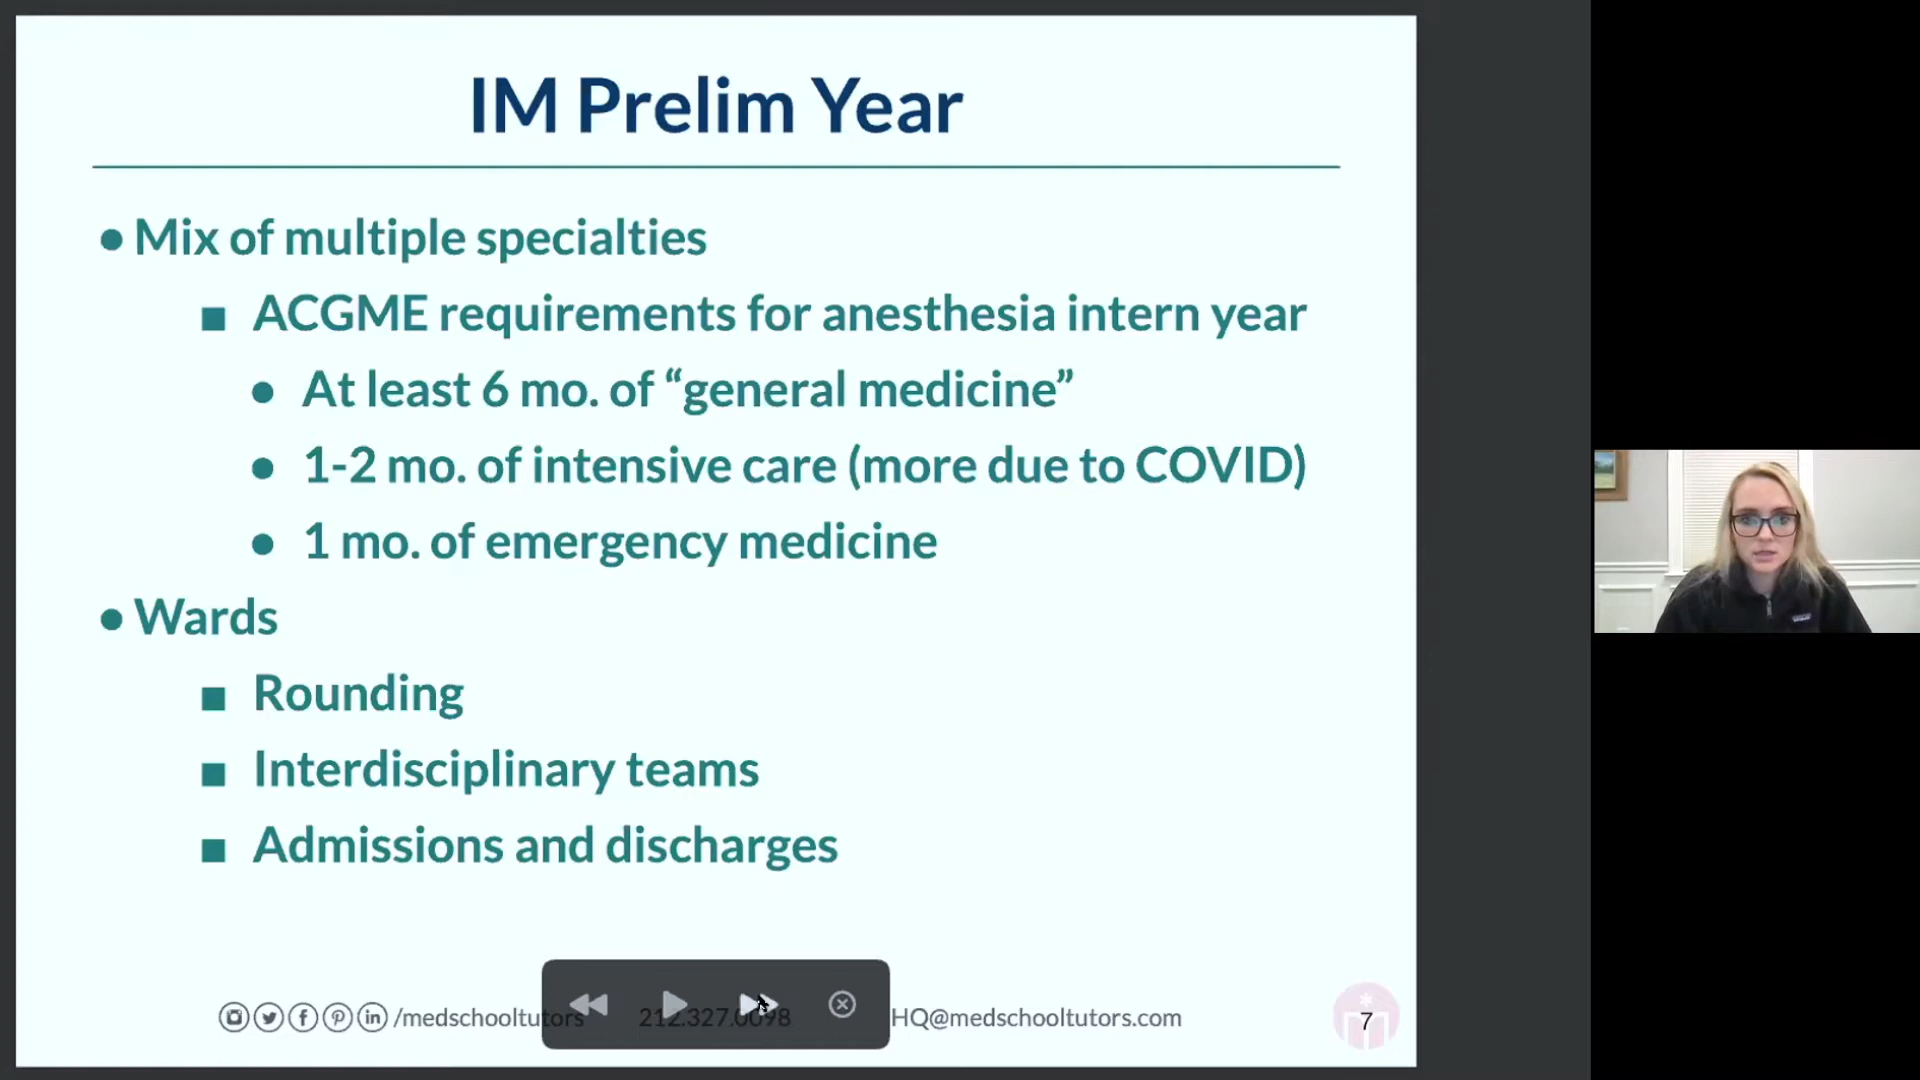 IM Prelim Year
● Mix of multiple specialties
■ ACGME requirements for anesthesia intern year
● At least 6 mo. of “general medicine”
● 1-2 mo. of intensive care (more due to COVID)
● 1 mo. of emergency medicine
● Wards
■ Rounding
■ Interdisciplinary teams
■ Admissions and discharges
/medschooltutors 212.327.0098 HQ@medschooltutors.com 7